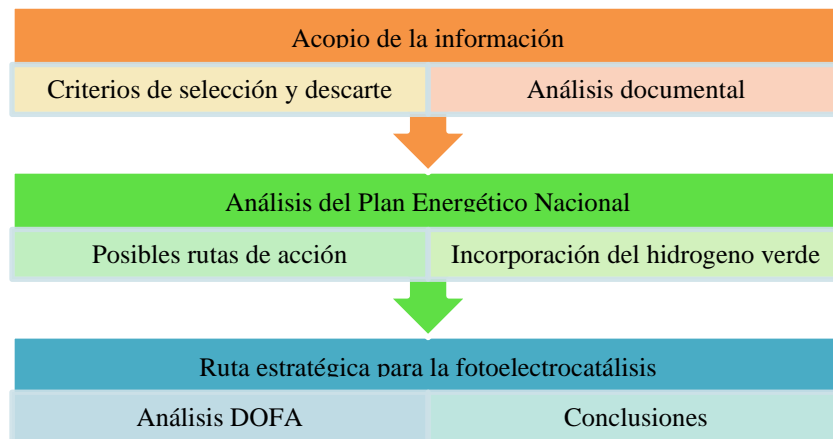 Acopio de la información
Criterios de selección y descarte
Análisis documental
Análisis del Plan Energético Nacional
Posibles rutas de acción
Incorporación del hidrogeno verde
Ruta estratégica para la fotoelectrocatálisis
Análisis DOFA
Conclusiones